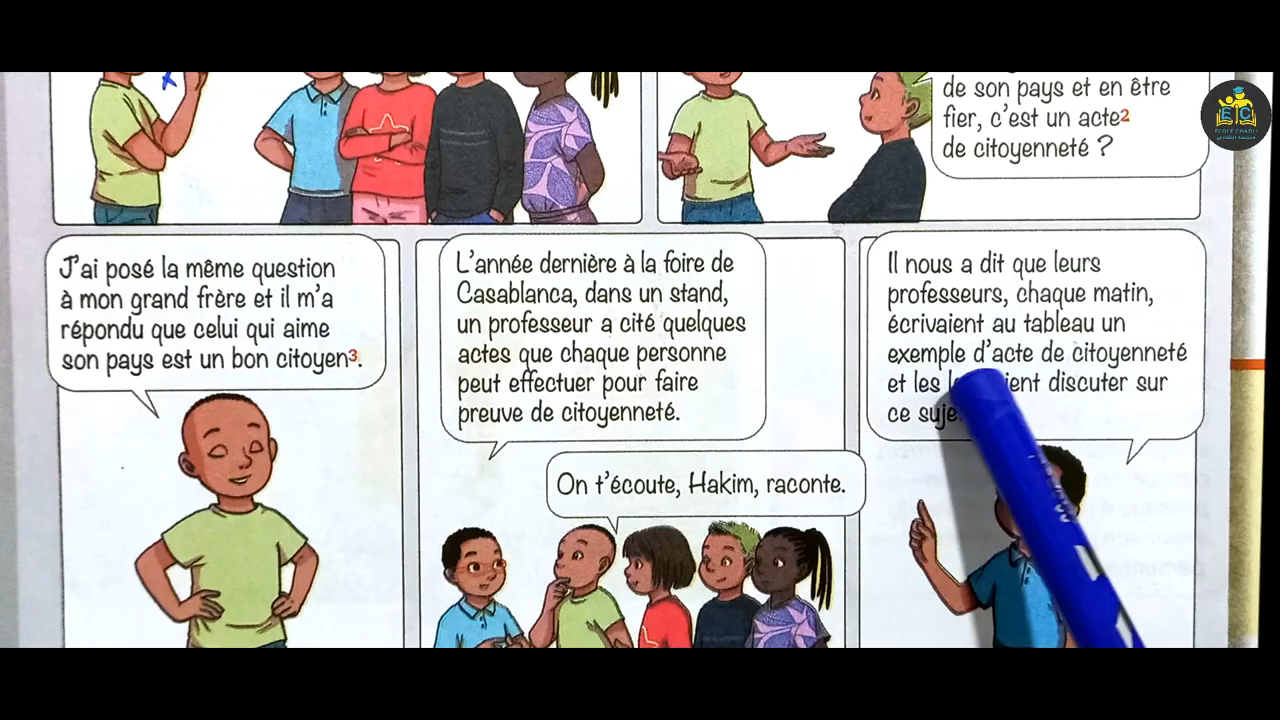 de son pays et en être
fier, c'est un acte2
de citoyenneté ?
J'ai posé la même question
à mon grand frère et il m'a
répondu que celui qui aime
son pays est un bon citoyen3.
L'année dernière à la foire de
Casablanca, dans un stand,
un professeur a cité quelques
actes que chaque personne
peut effectuer pour faire
preuve de citoyenneté.
On t'écoute, Hakim, raconte.
Il nous a dit que leurs
professeurs, chaque matin,
écrivaient au tableau un
exemple d'acte de citoyenneté
et les discuter sur
ce
EC
ECOLE CHADLI